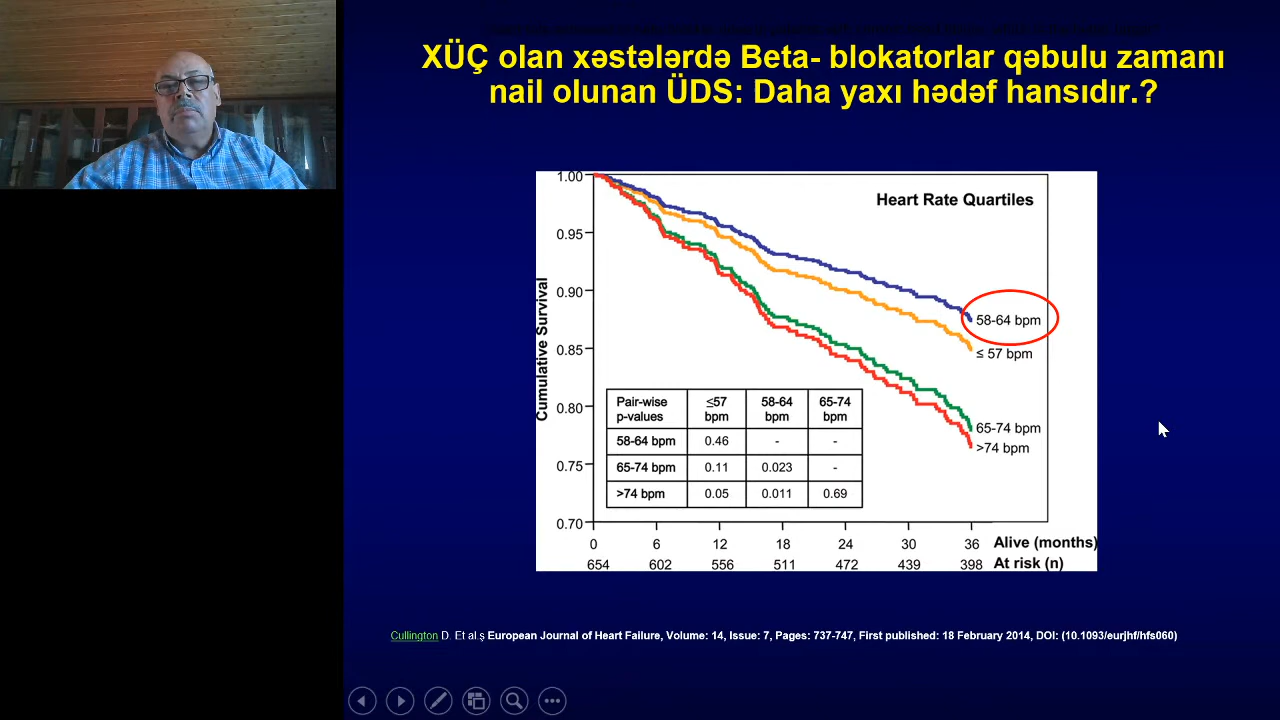 XÜÇ olan xəstələrdə Beta- blokatorlar qəbulu zamanı
nail olunan ÜDS: Daha yaxı hədəf hansıdır.?
Heart Rate Quartiles
Cumulative Survival
1.00
0.95
0.90
0.85
0.80
0.75
0.70
58-64 bpm
≤ 57 bpm
65-74 bpm
>74 bpm
Pair-wise p-values ≤57 bpm 58-64 bpm 65-74 bpm
58-64 bpm 0.46 - -
65-74 bpm 0.11 0.023 -
>74 bpm 0.05 0.011 0.69
0 6 12 18 24 30 36 Alive (months)
654 602 556 511 472 439 398 At risk (n)
Cullington D. Et al.ş European Journal of Heart Failure, Volume: 14, Issue: 7, Pages: 737-747, First published: 18 February 2014, DOI: (10.1093/eurjhf/hfs060)